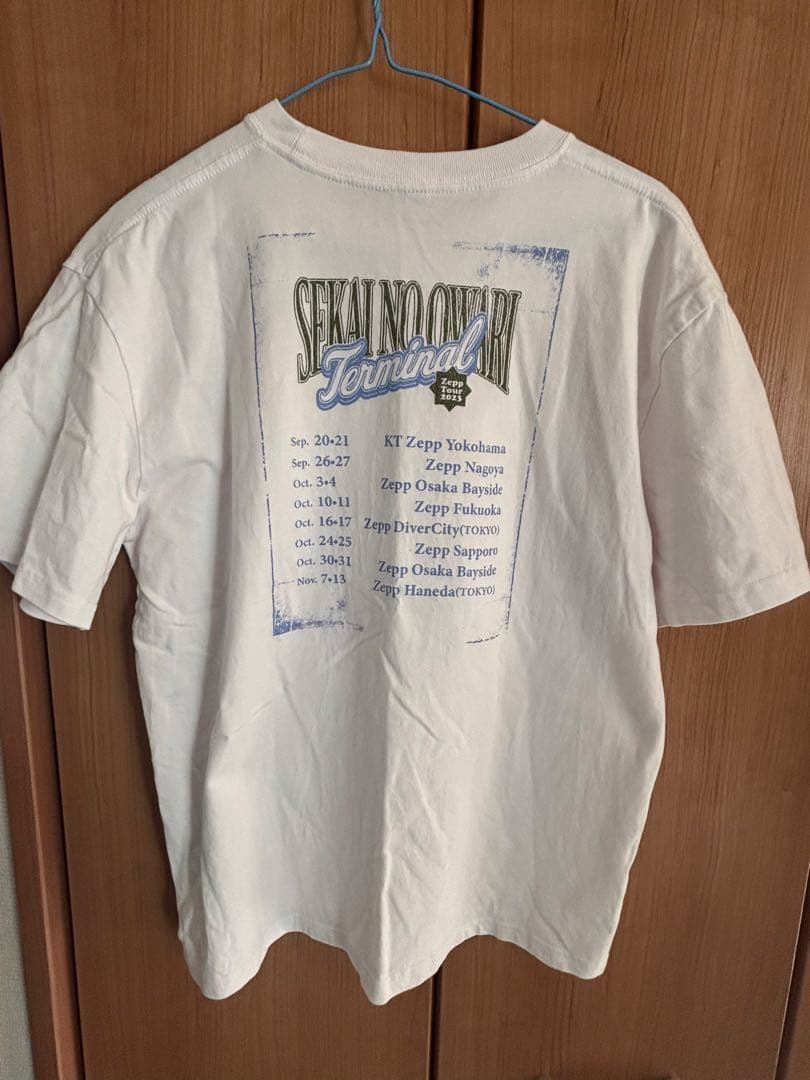 SEKAI NO OWARI
Terminal
Zepp
Tour
2023
Sep. 20•21 KT Zepp Yokohama
Sep. 26•27 Zepp Nagoya
Oct. 3•4 Zepp Osaka Bayside
Oct. 10•11 Zepp Fukuoka
Oct. 16•17 Zepp DiverCity(TOKYO)
Oct. 24•25 Zepp Sapporo
Oct. 30•31 Zepp Osaka Bayside
Nov. 7•13 Zepp Haneda(TOKYO)